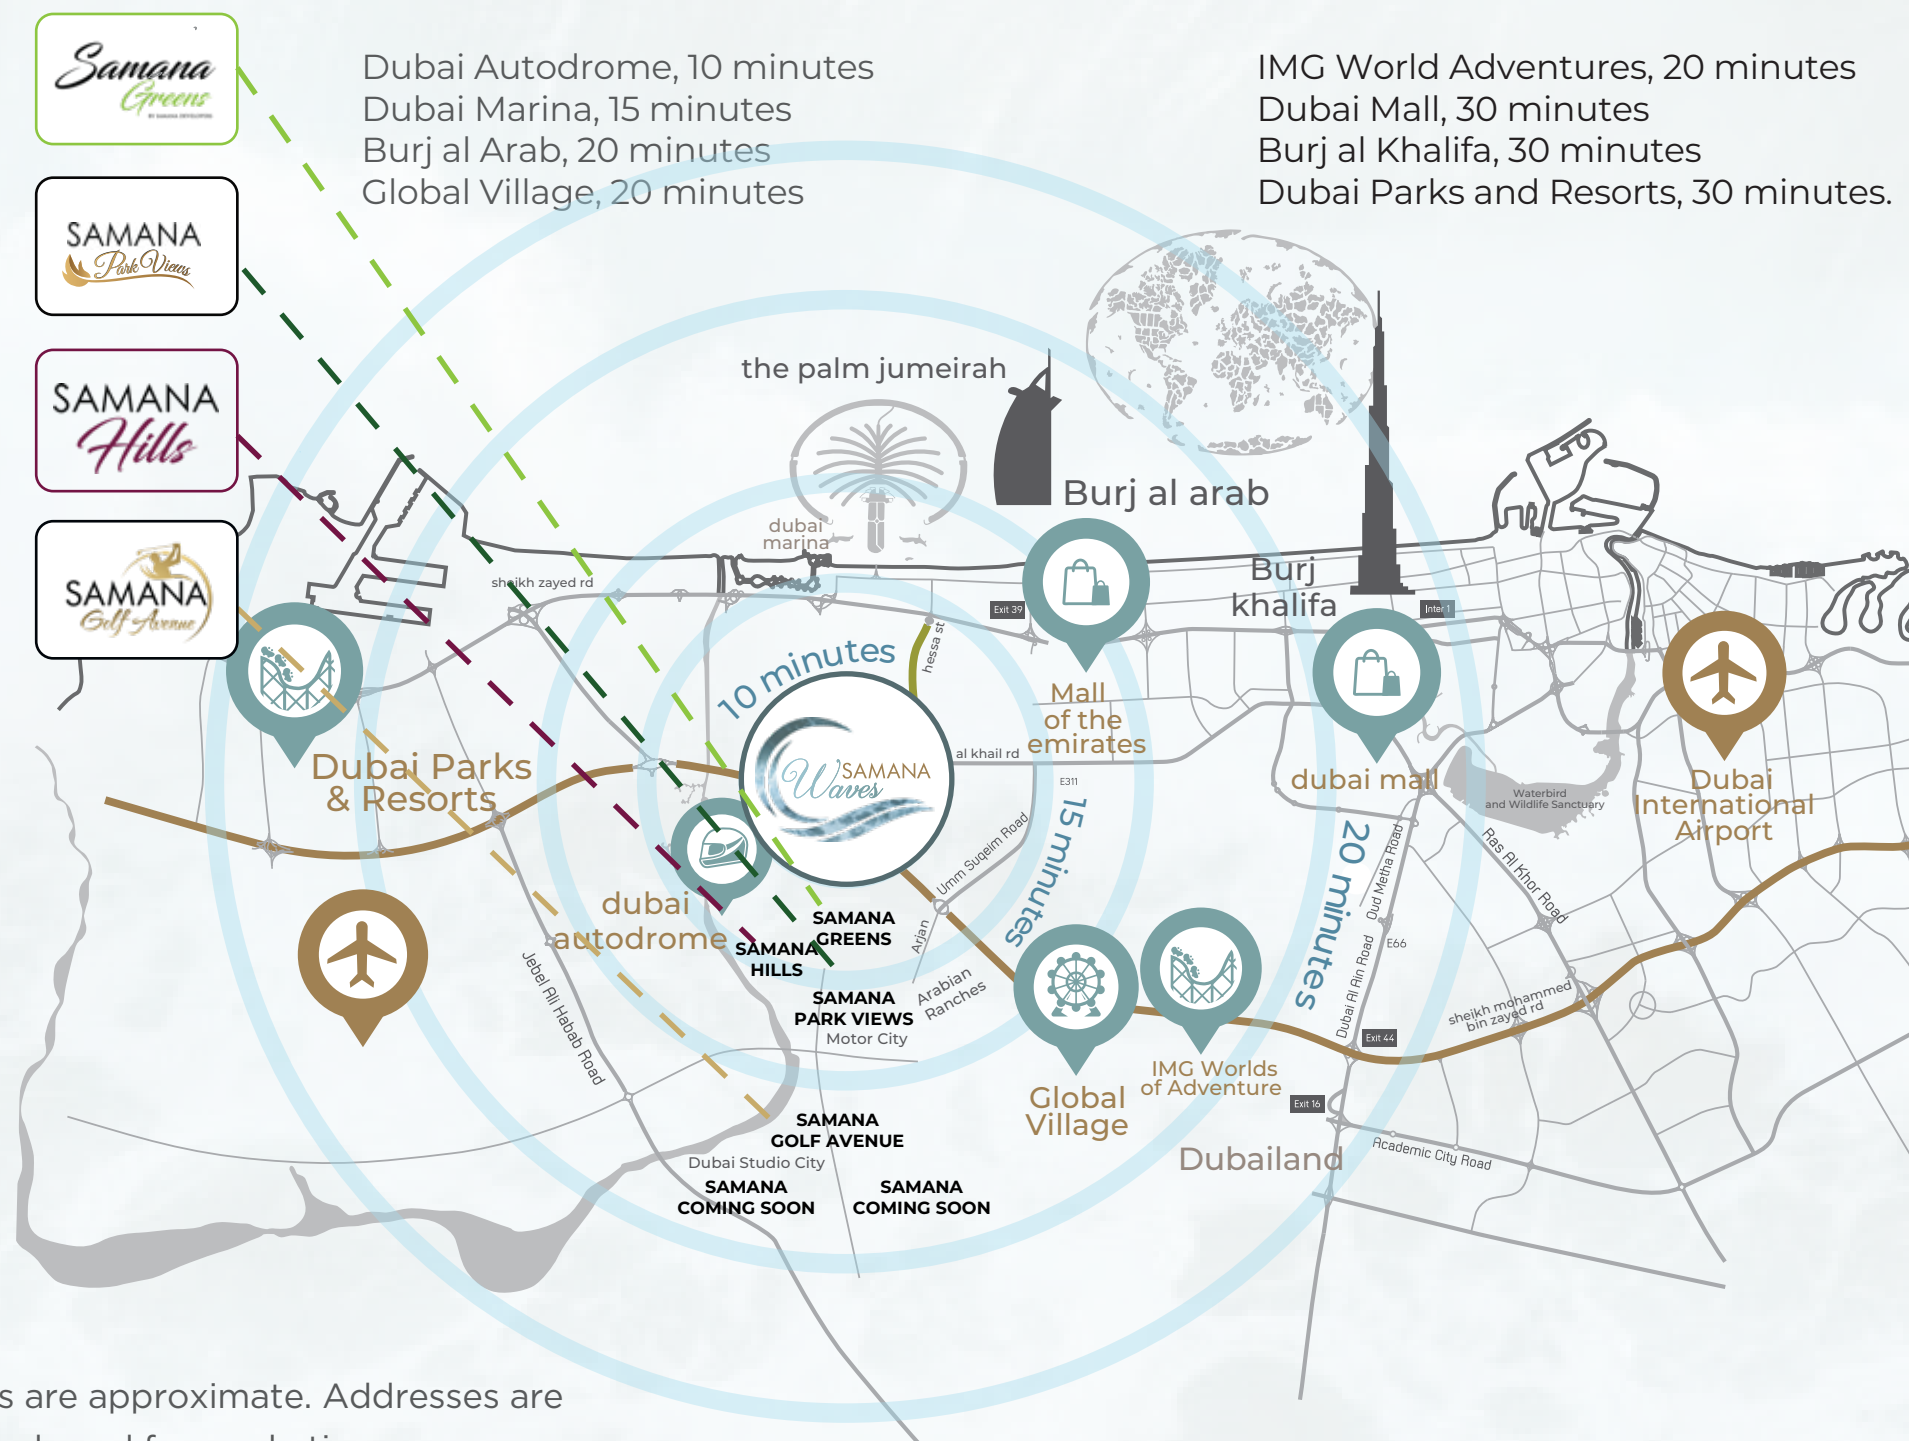 Samana
Greens
BY SAMANA DEVELOPERS
SAMANA
Park Views
SAMANA
Hills
SAMANA
Golf Avenue
Dubai Autodrome, 10 minutes
Dubai Marina, 15 minutes
Burj al Arab, 20 minutes
Global Village, 20 minutes
IMG World Adventures, 20 minutes
Dubai Mall, 30 minutes
Burj al Khalifa, 30 minutes
Dubai Parks and Resorts, 30 minutes.
the palm jumeirah
Burj al arab
dubai
marina
sheikh zayed rd
Burj
khalifa
Exit 39
Inter 1
hessa st
10 minutes
SAMANA
Waves
Mall
of the
emirates
al khail rd
E311
Dubai Parks
& Resorts
dubai mall
Waterbird
and Wildlife Sanctuary
Dubai
International
Airport
15 minutes
20 minutes
Umm Suqeim Road
Oud Metha Road
Ras Al Khor Road
dubai
autodrome
SAMANA
GREENS
SAMANA
HILLS
Arjan
Arabian
Ranches
E66
Dubai Al Ain Road
Jebel Ali Habab Road
SAMANA
PARK VIEWS
Motor City
sheikh mohammed
bin zayed rd
Exit 44
IMG Worlds
of Adventure
Global
Village
Exit 16
SAMANA
GOLF AVENUE
Dubai Studio City
Dubailand
Academic City Road
SAMANA
COMING SOON
SAMANA
COMING SOON
s are approximate. Addresses are